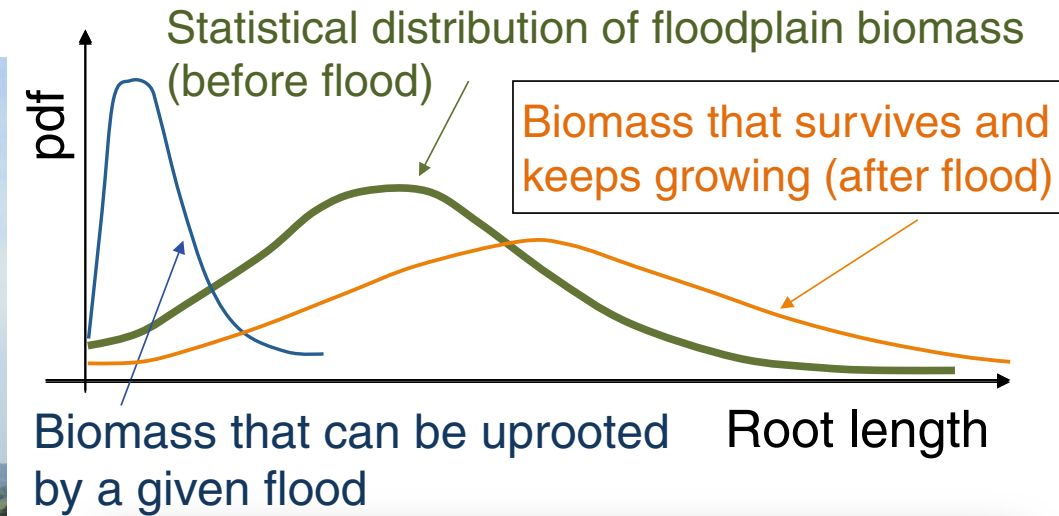 Statistical distribution of floodplain biomass
(before flood)
pdf
Biomass that survives and
keeps growing (after flood)
Biomass that can be uprooted
by a given flood
Root length